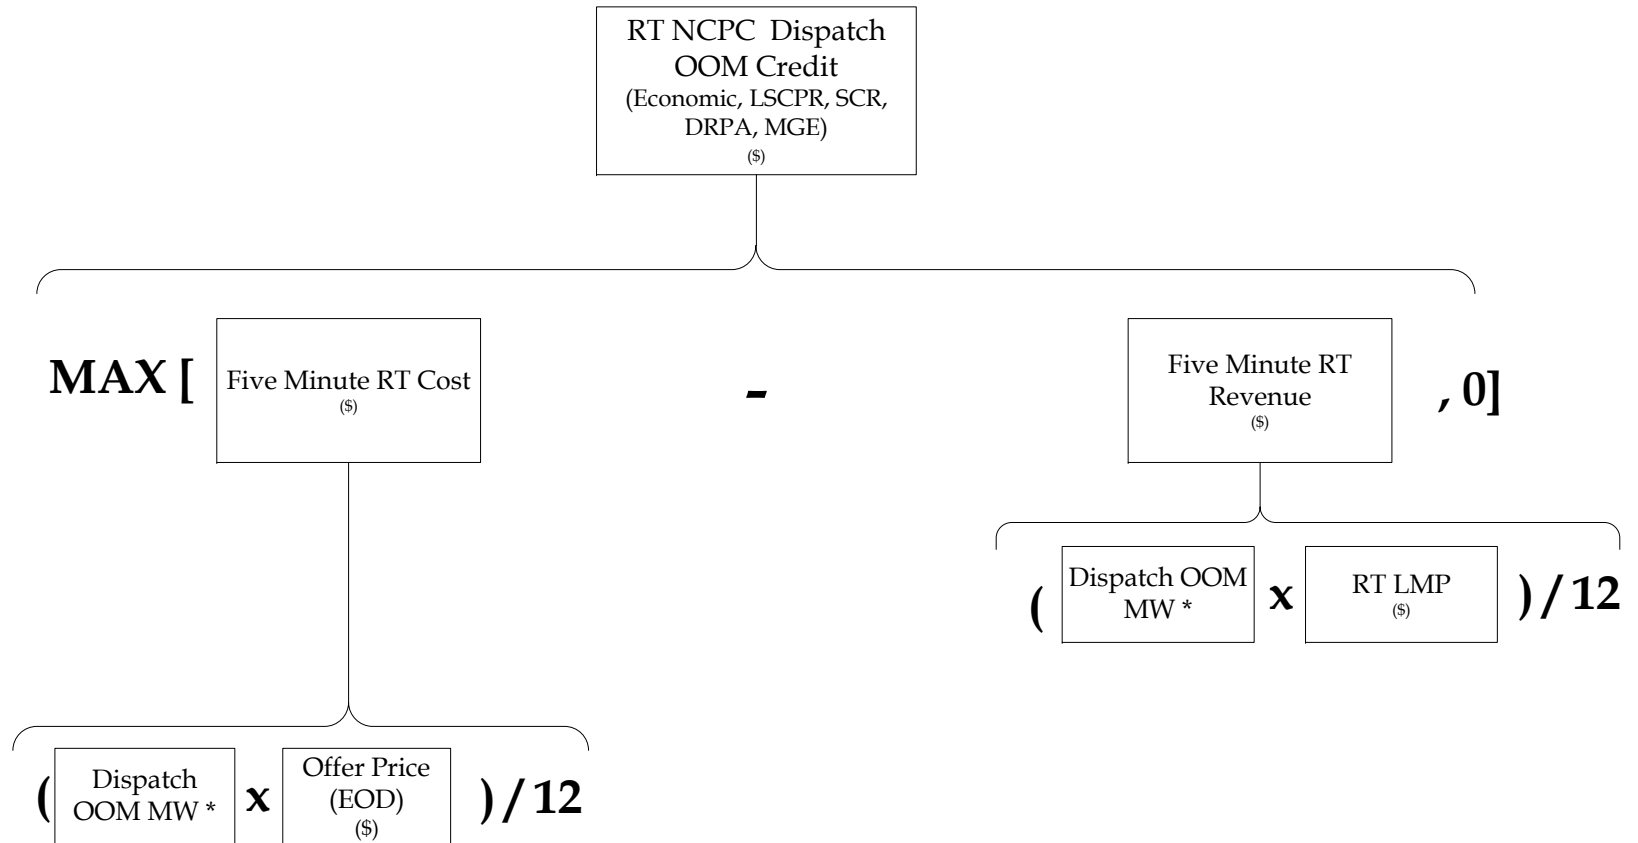 RT NCPC Dispatch
OOM Credit
(Economic, LSCPR, SCR,
DRPA, MGE)
($)
MAX [
Five Minute RT Cost
($)
-
Five Minute RT
Revenue
($)
, 0]
(
Dispatch OOM
MW *
x
RT LMP
($)
) / 12
(
Dispatch
OOM MW *
x
Offer Price
(EOD)
($)
) / 12